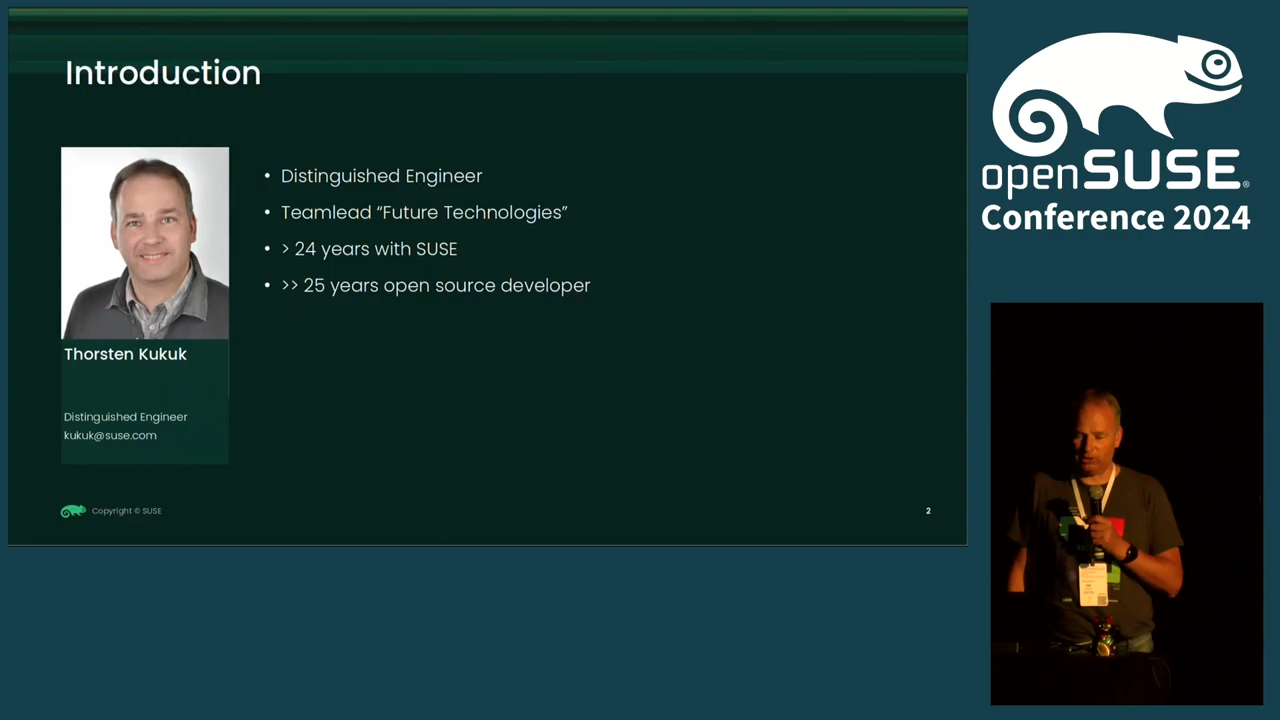 Introduction
• Distinguished Engineer
• Teamlead “Future Technologies”
• > 24 years with SUSE
• >> 25 years open source developer
Thorsten Kukuk
Distinguished Engineer
kukuk@suse.com
Copyright © SUSE
2
openSUSE®
Conference 2024